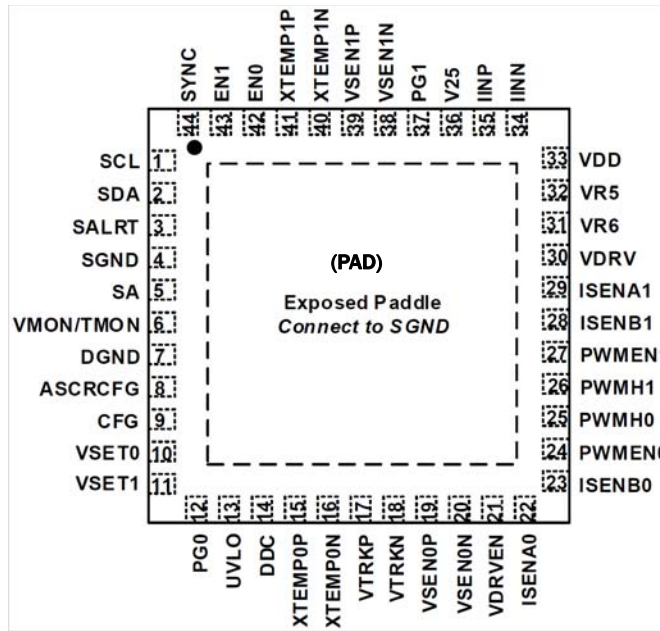 SYNC
EN1
EN0
XTEMP1P
XTEMP1N
VSEN1P
VSEN1N
PG1
V25
IINP
IINN
44
43
42
41
40
39
38
37
36
35
34
SCL 1
SDA 2
SALRT 3
SGND 4
SA 5
VMON/TMON 6
DGND 7
ASCRCFG 8
CFG 9
VSET0 10
VSET1 11
(PAD)
Exposed Paddle
Connect to SGND
33 VDD
32 VR5
31 VR6
30 VDRV
29 ISENA1
28 ISENB1
27 PWMEN
26 PWMH1
25 PWMH0
24 PWMEN0
23 ISENB0
12
13
14
15
16
17
18
19
20
21
22
PG0
UVLO
DDC
XTEMP0P
XTEMP0N
VTRKP
VTRKN
VSEN0P
VSEN0N
VDRVEN
ISENA0